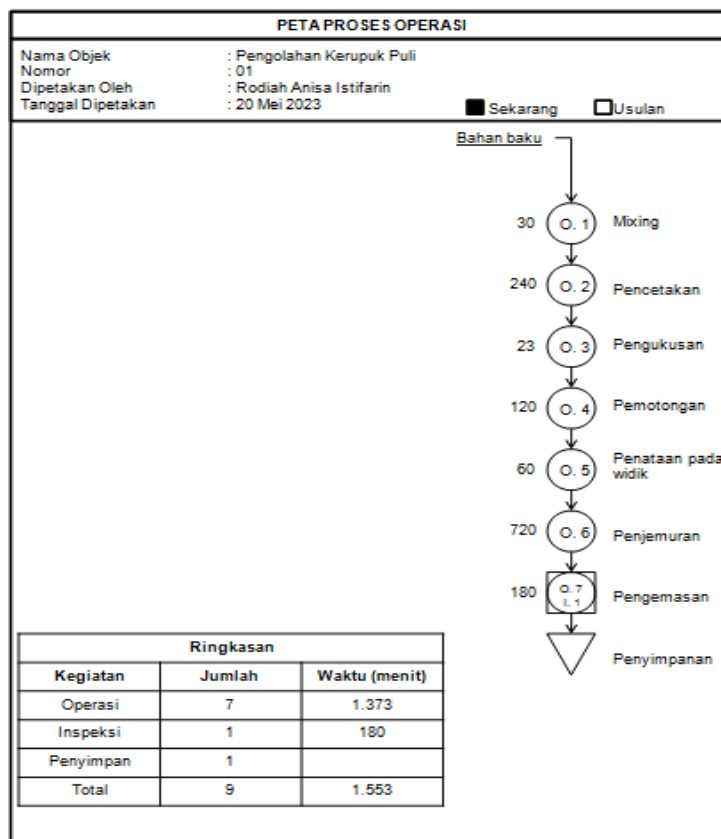 PETA PROSES OPERASI
Nama Objek : Pengolahan Kerupuk Puli
Nomor : 01
Dipetakan Oleh : Rodiah Anisa Istifarin
Tanggal Dipetakan : 20 Mei 2023
Sekarang Usulan
Bahan baku
30 O. 1 Mixing
240 O. 2 Pencetakan
23 O. 3 Pengukusan
120 O. 4 Pemotongan
60 O. 5 Penataan pada
widik
720 O. 6 Penjemuran
180 O. 7
I. 1
Pengemasan
Penyimpanan
Ringkasan
Kegiatan Jumlah Waktu (menit)
Operasi 7 1.373
Inspeksi 1 180
Penyimpan 1
Total 9 1.553